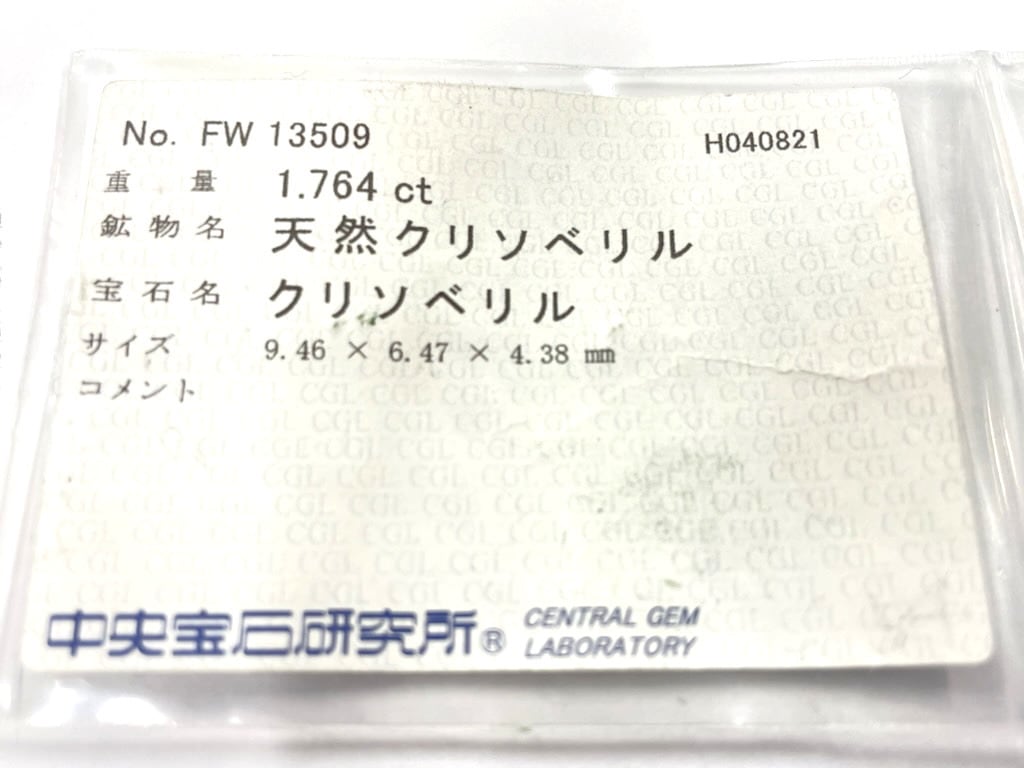 No. FW 13509 H040821
重 量 1.764 ct
鉱物名 天然クリソベリル
宝石名 クリソベリル
サイズ 9.46 × 6.47 × 4.38 mm
コメント
中央宝石研究所® CENTRAL GEM LABORATORY